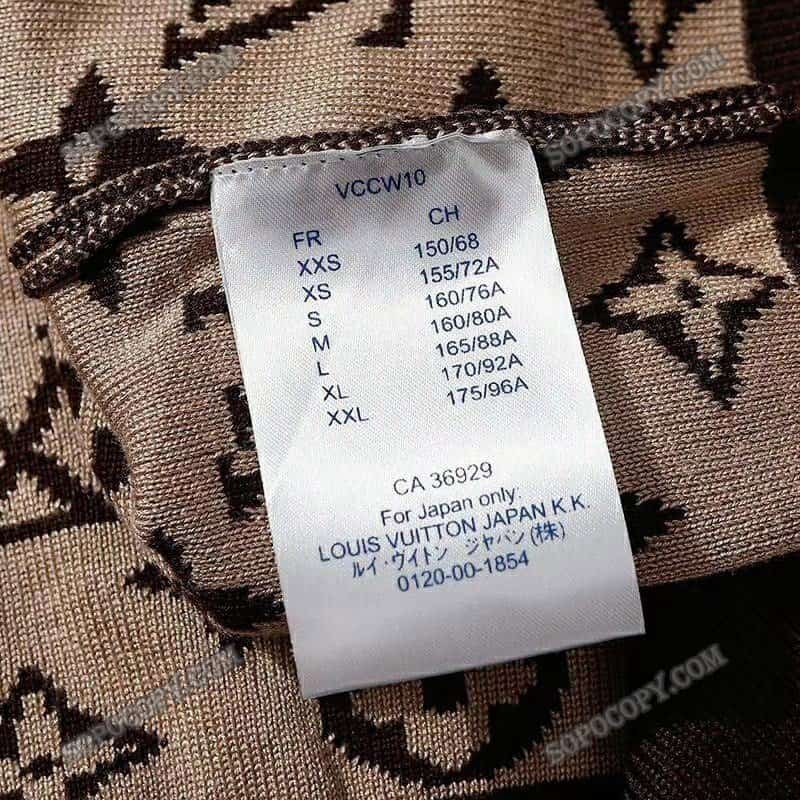 SOPOCOPY.COM
SOPOCOPY.COM
VCCW10
FR CH
XXS 150/68
XS 155/72A
S 160/76A
M 160/80A
L 165/88A
XL 170/92A
XXL 175/96A
CA 36929
For Japan only:
LOUIS VUITTON JAPAN K.K.
ルイ・ヴィトン ジャパン(株)
0120-00-1854
SOPOCOPY.COM
SOPOCOPY.COM